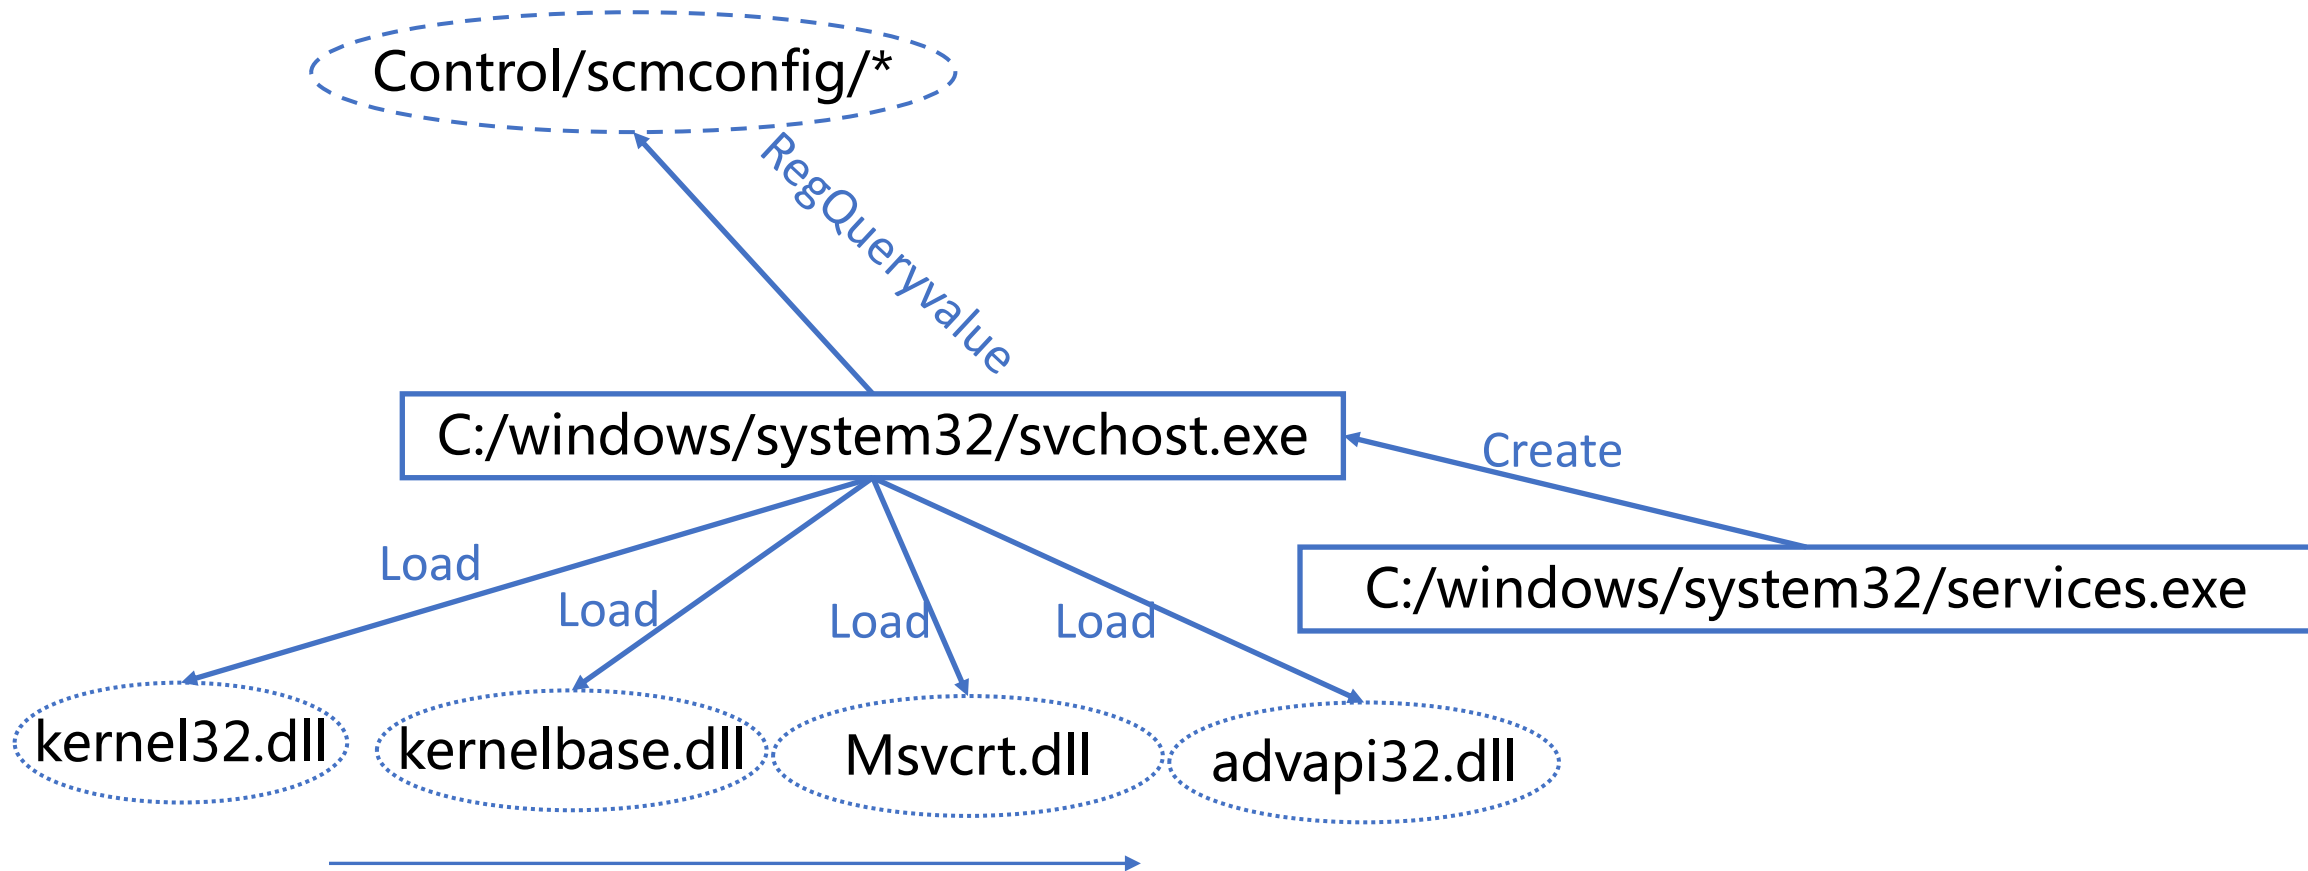 Control/scmconfig/*
RegQueryvalue
C:/windows/system32/svchost.exe
Create
C:/windows/system32/services.exe
Load
Load
Load
Load
kernel32.dll
kernelbase.dll
Msvcrt.dll
advapi32.dll